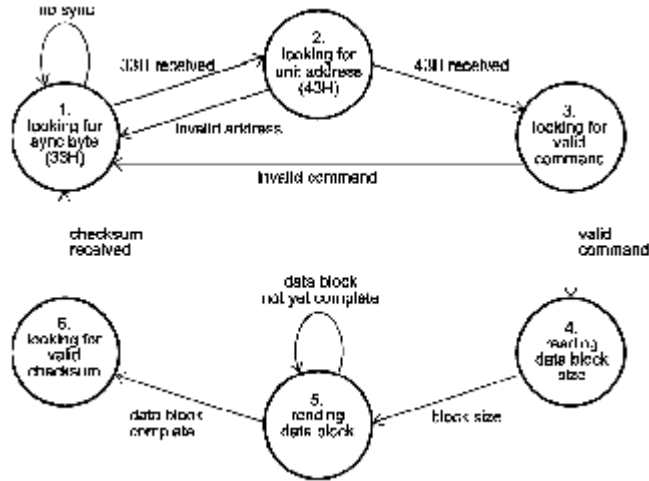 no sync
1.
looking for
sync byte
(33H)
33H received
2.
looking for
unit address
(43H)
43H received
3.
looking for
valid
command
invalid address
invalid command
checksum
received
valid
command
6.
looking for
valid
checksum
data block
not yet complete
4.
reading
data block
size
data block
complete
5.
reading
data block
block size